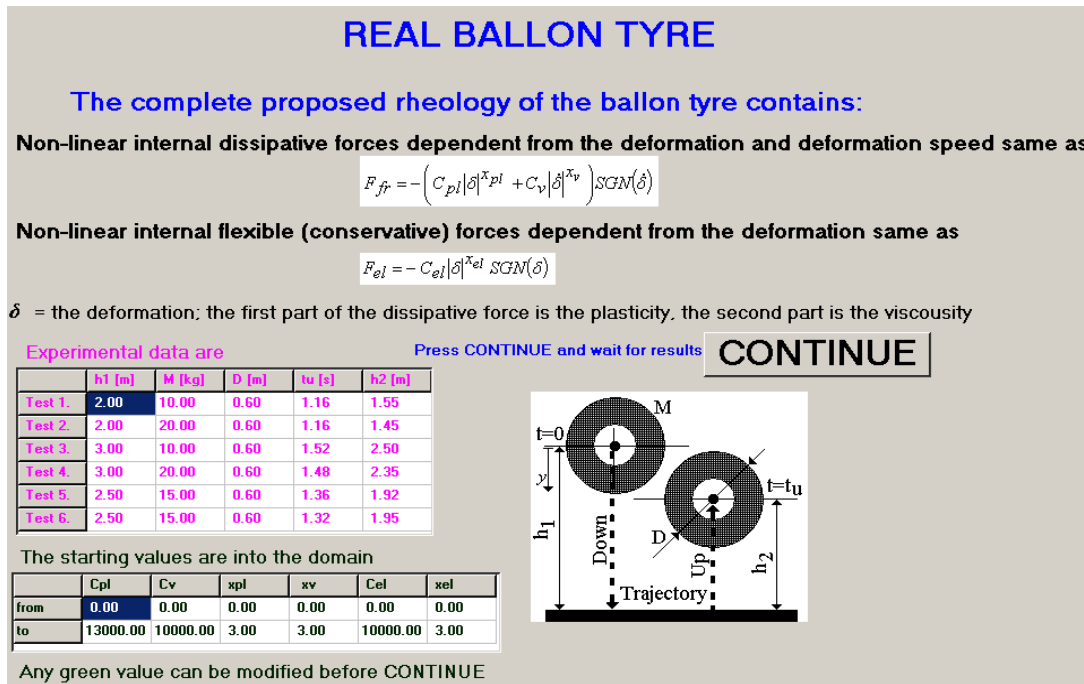 REAL BALLON TYRE
The complete proposed rheology of the ballon tyre contains:
Non-linear internal dissipative forces dependent from the deformation and deformation speed same as
F_fr = -(C_pl|δ|^x_pl + C_v|δ̇|^x_v)SGN(δ̇)
Non-linear internal flexible (conservative) forces dependent from the deformation same as
F_el = - C_el|δ|^x_el SGN(δ)
δ = the deformation; the first part of the dissipative force is the plasticity, the second part is the viscousity
Experimental data are
Press CONTINUE and wait for results
CONTINUE
h1 [m] M [kg] D [m] tu [s] h2 [m]
Test 1. 2.00 10.00 0.60 1.16 1.55
Test 2. 2.00 20.00 0.60 1.16 1.45
Test 3. 3.00 10.00 0.60 1.52 2.50
Test 4. 3.00 20.00 0.60 1.48 2.35
Test 5. 2.50 15.00 0.60 1.36 1.92
Test 6. 2.50 15.00 0.60 1.32 1.95
M
t=0
y
t=tu
h1
Down
D
Up
h2
Trajectory
The starting values are into the domain
Cpl Cv xpl xv Cel xel
from 0.00 0.00 0.00 0.00 0.00 0.00
to 13000.00 10000.00 3.00 3.00 10000.00 3.00
Any green value can be modified before CONTINUE